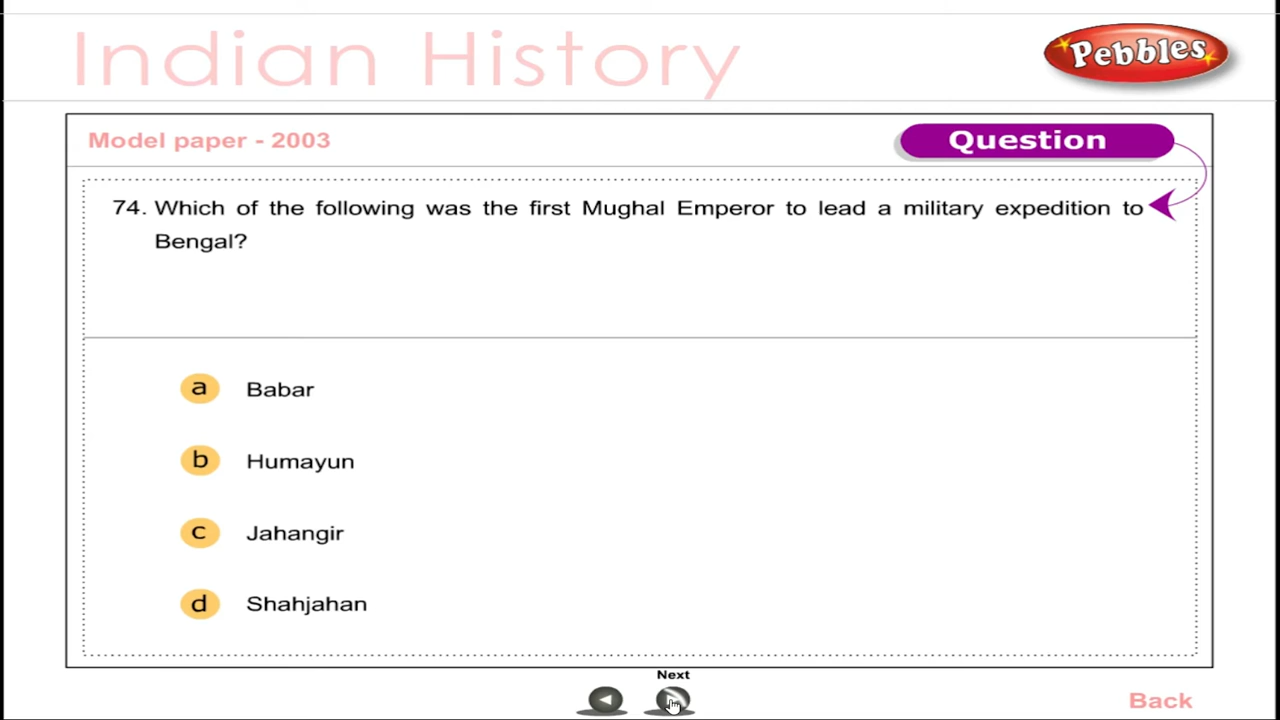 Indian History
Pebbles
Model paper - 2003
Question
74. Which of the following was the first Mughal Emperor to lead a military expedition to
Bengal?
a Babar
b Humayun
c Jahangir
d Shahjahan
Next
Back